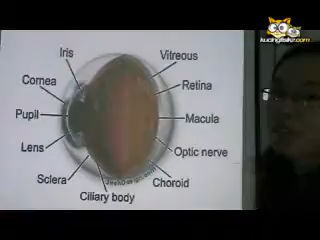 Iris
Vitreous
Cornea
Retina
Pupil
Macula
Lens
Optic nerve
Sclera
Choroid
Ciliary body